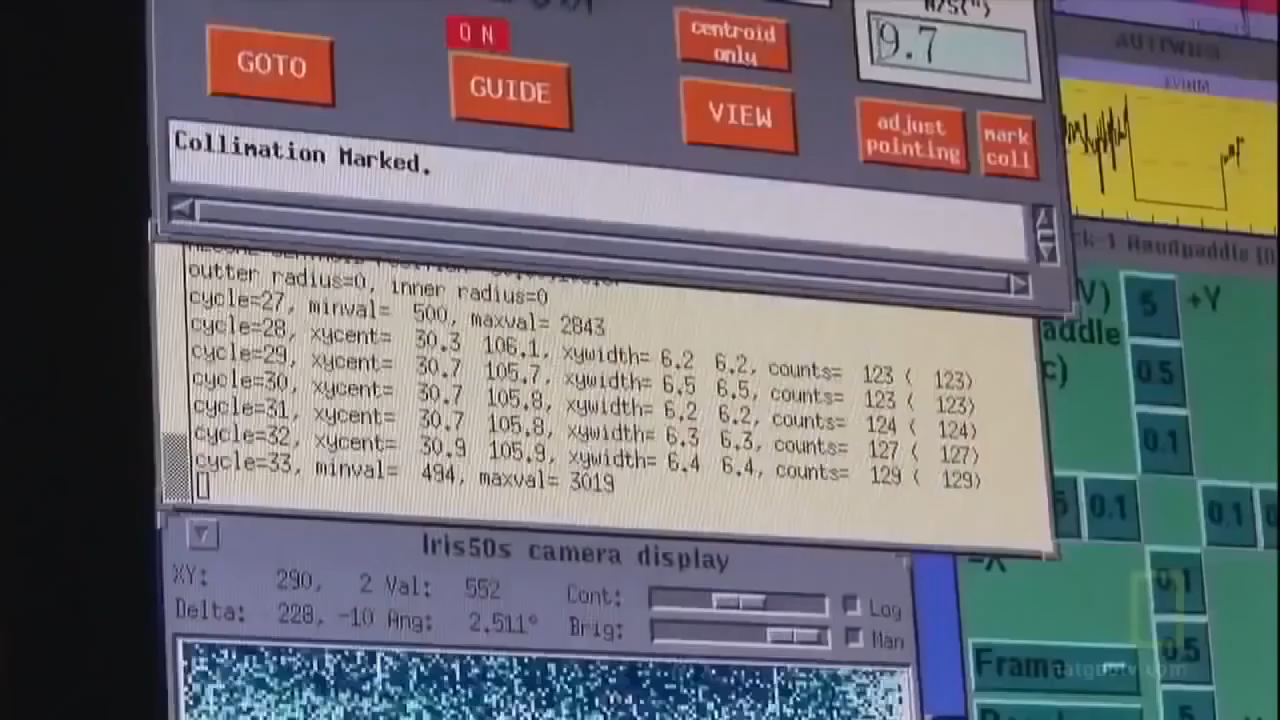 ON
GOTO
GUIDE
centroid only
VIEW
9.7
adjust pointing
mark coll
Collimation Marked.
outter radius=0, inner radius=0
cycle=27, minval= 500, maxval= 2843
cycle=28, xycent= 30.3 106.1, xywidth= 6.2 6.2, counts= 123 ( 123)
cycle=29, xycent= 30.7 105.7, xywidth= 6.5 6.5, counts= 123 ( 123)
cycle=30, xycent= 30.7 105.8, xywidth= 6.2 6.2, counts= 124 ( 124)
cycle=31, xycent= 30.7 105.8, xywidth= 6.3 6.3, counts= 127 ( 127)
cycle=32, xycent= 30.9 105.9, xywidth= 6.4 6.4, counts= 129 ( 129)
cycle=33, minval= 494, maxval= 3019
Iris50s camera display
XY: 290, 2 Val: 552
Delta: 228, -10 Ang: 2.511°
Cont:
Log
Brig:
Man
Handpaddle
5 +Y
addle
0.5
0.1
0.1 0.1
0.1
0.5
Frame